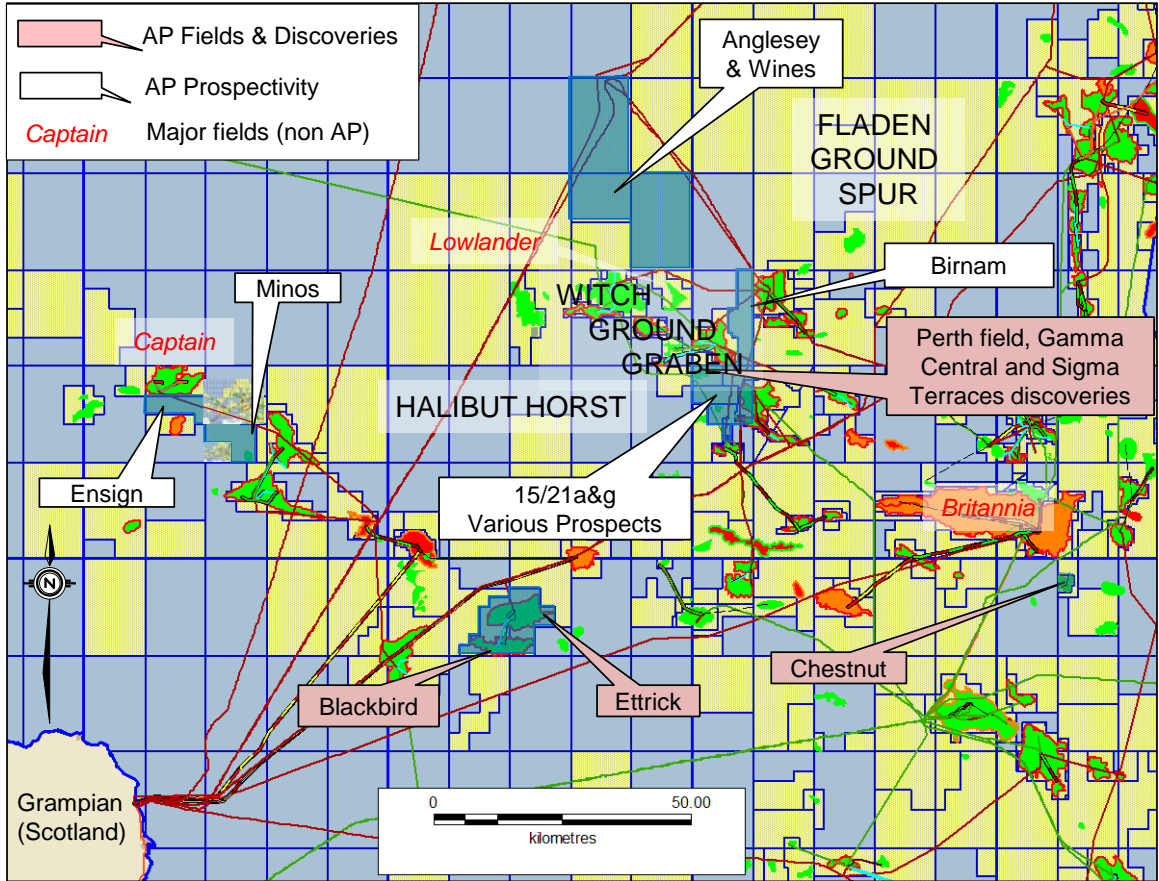 AP Fields & Discoveries
AP Prospectivity
Captain
Major fields (non AP)
Anglesey
& Wines
FLADEN
GROUND
SPUR
Lowlander
Birnam
Minos
WITCH
GROUND
GRABEN
Captain
Perth field, Gamma
Central and Sigma
Terraces discoveries
HALIBUT HORST
Ensign
15/21a&g
Various Prospects
Britannia
N
Chestnut
Blackbird
Ettrick
Grampian
(Scotland)
0
50.00
kilometres